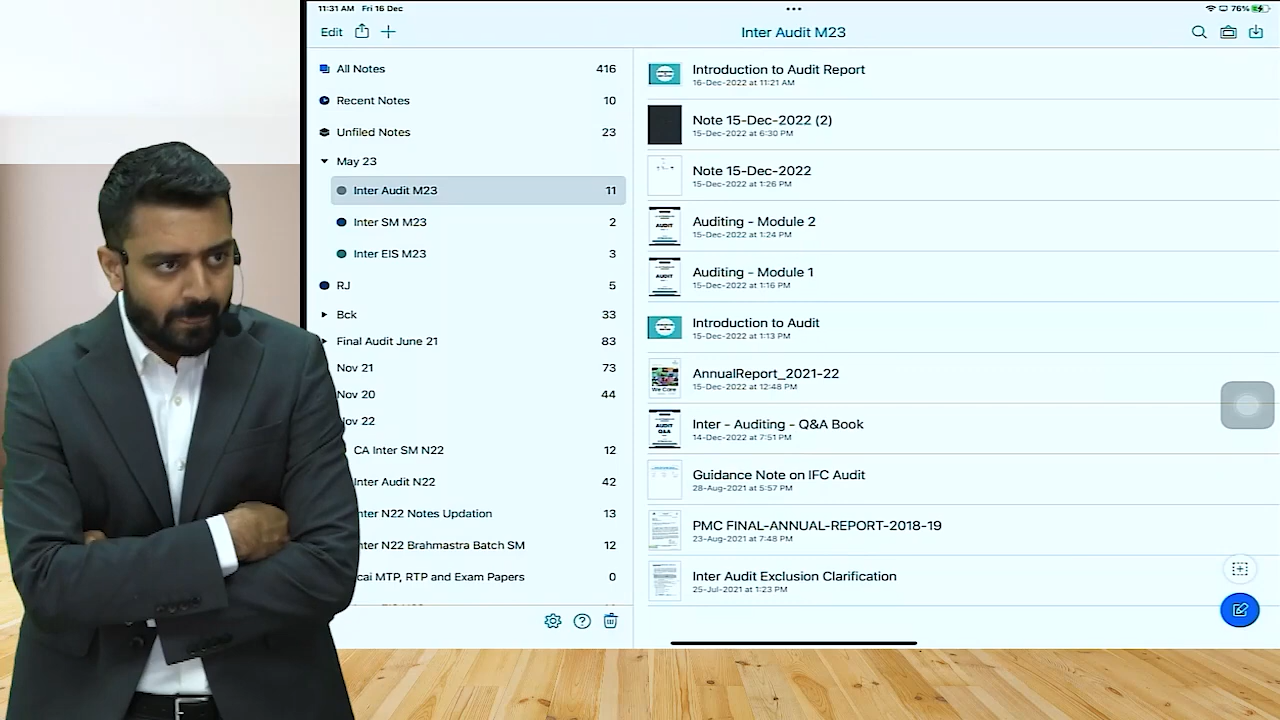 11:31 AM Fri 16 Dec
76%
Edit
Inter Audit M23
All Notes 416
Recent Notes 10
Unfiled Notes 23
May 23
Inter Audit M23 11
Inter SM M23 2
Inter EIS M23 3
RJ 5
Bck 33
Final Audit June 21 83
Nov 21 73
Nov 20 44
Nov 22
CA Inter SM N22 12
Inter Audit N22 42
Inter N22 Notes Updation 13
rahmastra Batch SM 12
ical MTP, RTP and Exam Papers 0
Introduction to Audit Report
16-Dec-2022 at 11:21 AM
Note 15-Dec-2022 (2)
15-Dec-2022 at 6:30 PM
Note 15-Dec-2022
15-Dec-2022 at 1:26 PM
Auditing - Module 2
15-Dec-2022 at 1:24 PM
Auditing - Module 1
15-Dec-2022 at 1:16 PM
Introduction to Audit
15-Dec-2022 at 1:13 PM
AnnualReport_2021-22
15-Dec-2022 at 12:48 PM
Inter - Auditing - Q&A Book
14-Dec-2022 at 7:51 PM
Guidance Note on IFC Audit
28-Aug-2021 at 5:57 PM
PMC FINAL-ANNUAL-REPORT-2018-19
23-Aug-2021 at 7:48 PM
Inter Audit Exclusion Clarification
25-Jul-2021 at 1:23 PM
AUDIT
AUDIT
We Care
AUDIT
Q&A